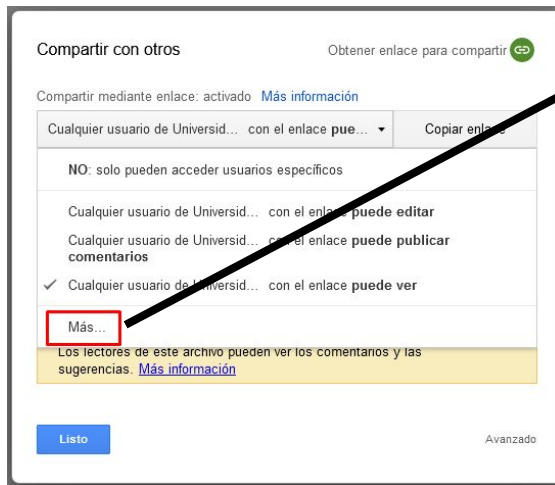 Compartir con otros
Obtener enlace para compartir
Compartir mediante enlace: activado Más información
Cualquier usuario de Universid... con el enlace pue...
Copiar enlace
NO: solo pueden acceder usuarios específicos
Cualquier usuario de Universid... con el enlace puede editar
Cualquier usuario de Universid... con el enlace puede publicar
comentarios
Cualquier usuario de Universid... con el enlace puede ver
Más...
Los lectores de este archivo pueden ver los comentarios y las
sugerencias. Más información
Listo
Avanzado